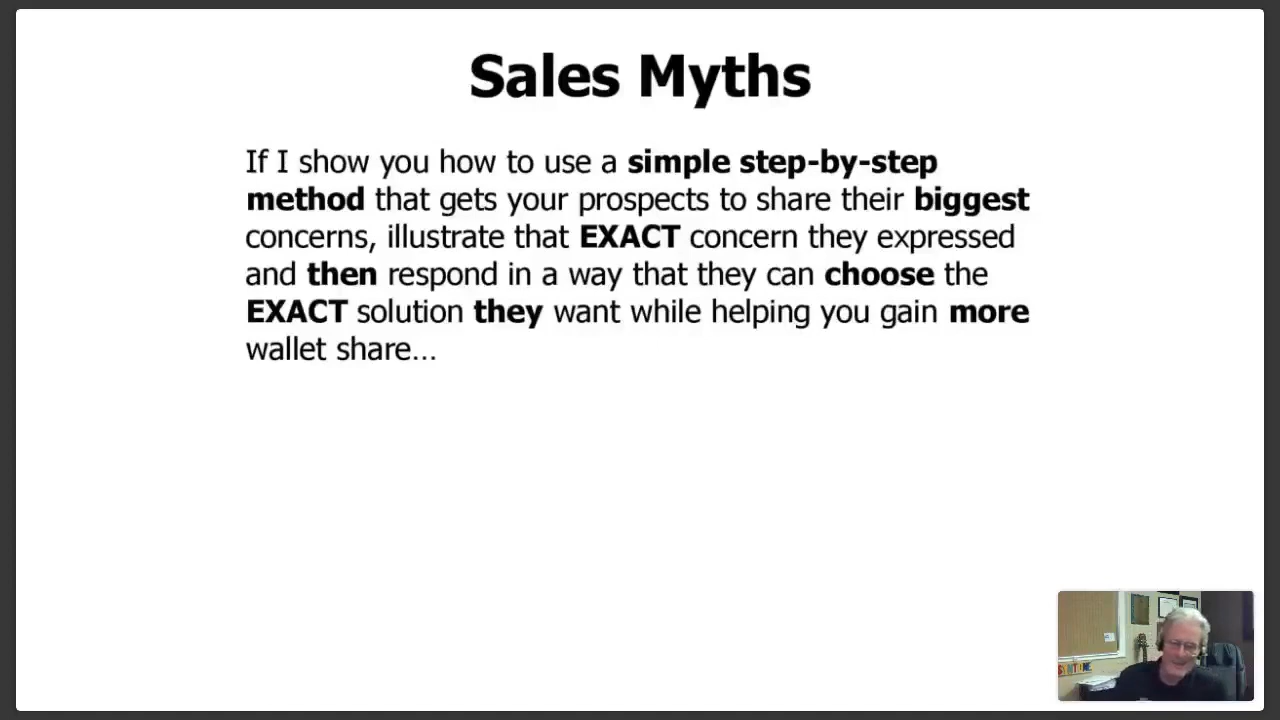 Sales Myths
If I show you how to use a simple step-by-step
method that gets your prospects to share their biggest
concerns, illustrate that EXACT concern they expressed
and then respond in a way that they can choose the
EXACT solution they want while helping you gain more
wallet share…